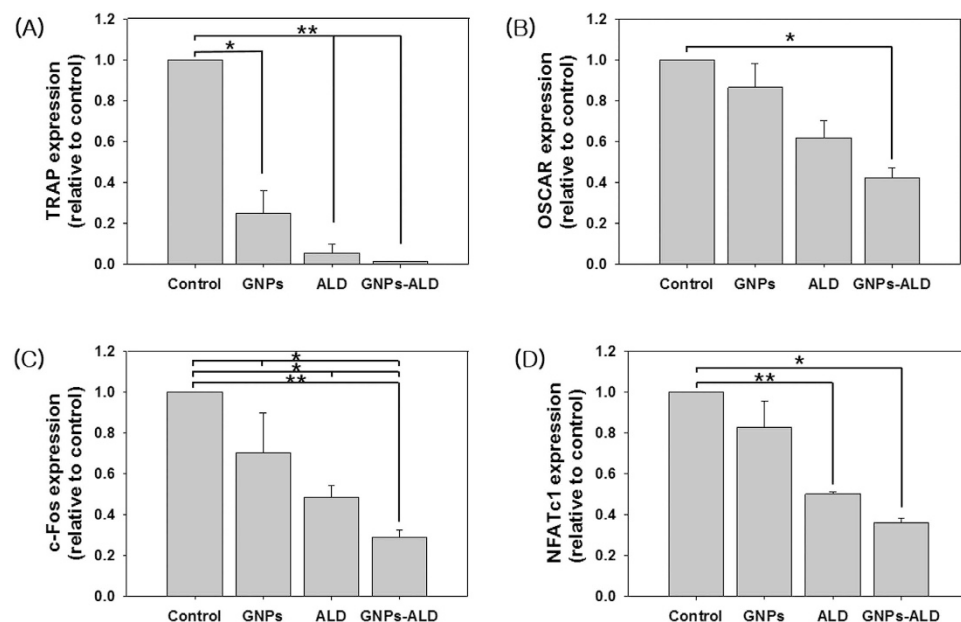 (A)
TRAP expression
(relative to control)
1.2
1.0
0.8
0.6
0.4
0.2
0.0
*
**
Control GNPs ALD GNPs-ALD
(B)
OSCAR expression
(relative to control)
1.2
1.0
0.8
0.6
0.4
0.2
0.0
*
Control GNPs ALD GNPs-ALD
(C)
c-Fos expression
(relative to control)
1.2
1.0
0.8
0.6
0.4
0.2
0.0
*
*
**
Control GNPs ALD GNPs-ALD
(D)
NFATc1 expression
(relative to control)
1.2
1.0
0.8
0.6
0.4
0.2
0.0
*
**
Control GNPs ALD GNPs-ALD